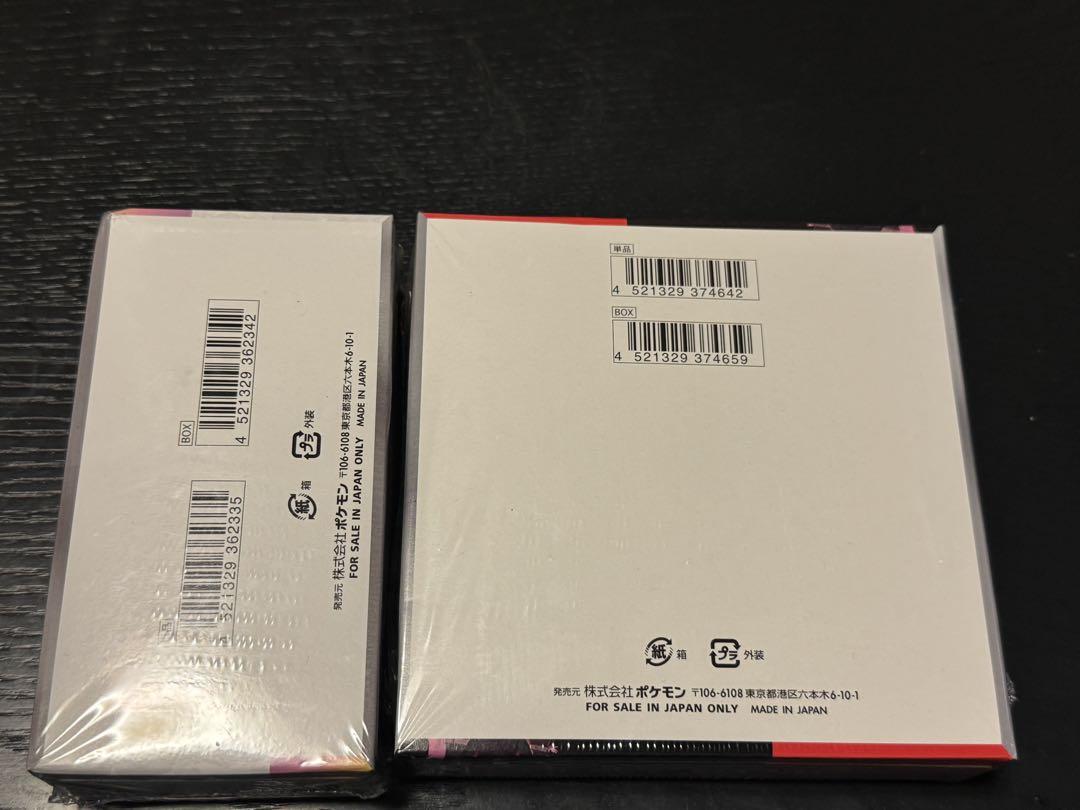 BOX
4 521329 362342
品
521329 362335
外装
プラ
箱
紙
発売元 株式会社ポケモン 〒106-6108 東京都港区六本木6-10-1
FOR SALE IN JAPAN ONLY MADE IN JAPAN
単品
4 521329 374642
BOX
4 521329 374659
紙 箱 プラ 外装
発売元 株式会社ポケモン 〒106-6108 東京都港区六本木6-10-1
FOR SALE IN JAPAN ONLY MADE IN JAPAN